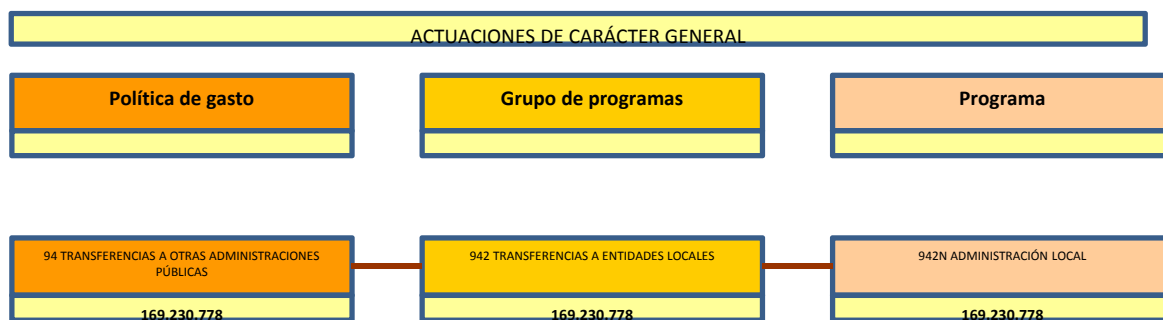 ACTUACIONES DE CARÁCTER GENERAL
Política de gasto
Grupo de programas
Programa
94 TRANSFERENCIAS A OTRAS ADMINISTRACIONES
PÚBLICAS
942 TRANSFERENCIAS A ENTIDADES LOCALES
942N ADMINISTRACIÓN LOCAL
169.230.778
169.230.778
169.230.778